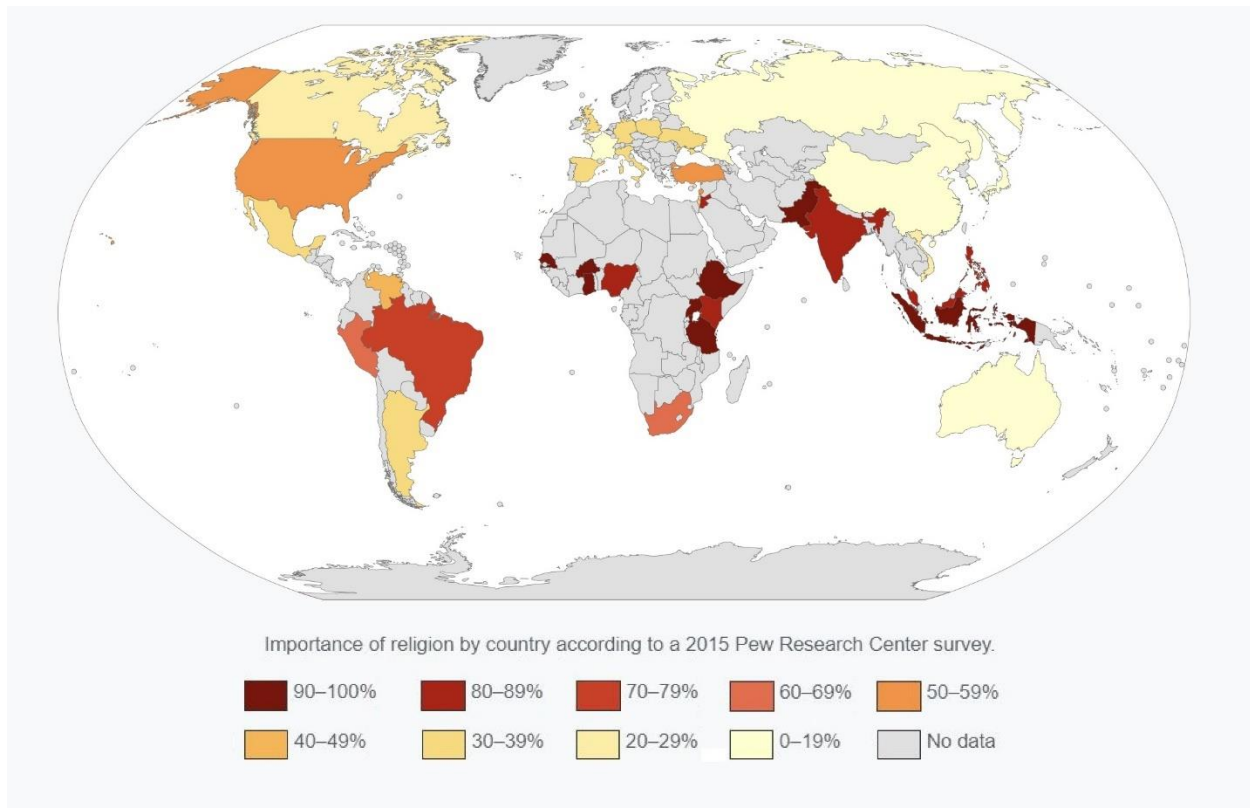 Importance of religion by country according to a 2015 Pew Research Center survey.
90–100% 80–89% 70–79% 60–69% 50–59%
40–49% 30–39% 20–29% 0–19% No data